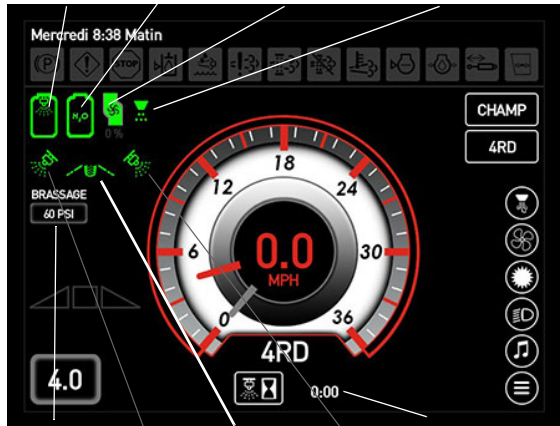 Mercredi 8:38 Matin
P
STOP
H₂O
0 %
CHAMP
4RD
BRASSAGE
60 PSI
18
12
24
6
30
0.0
MPH
0
36
4RD
4.0
0:00